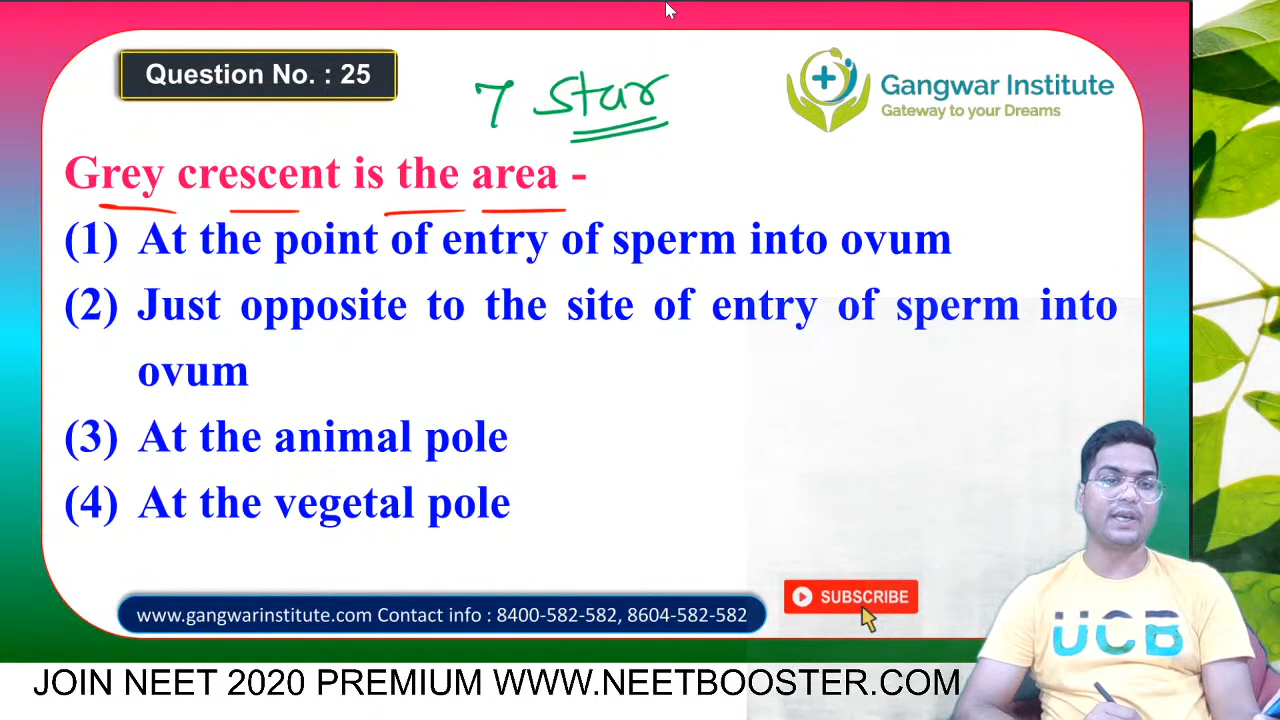 Question No. : 25
7 Star
Gangwar Institute
Gateway to your Dreams
Grey crescent is the area -
(1) At the point of entry of sperm into ovum
(2) Just opposite to the site of entry of sperm into
ovum
(3) At the animal pole
(4) At the vegetal pole
www.gangwarinstitute.com Contact info : 8400-582-582, 8604-582-582
SUBSCRIBE
UCB
JOIN NEET 2020 PREMIUM WWW.NEETBOOSTER.COM